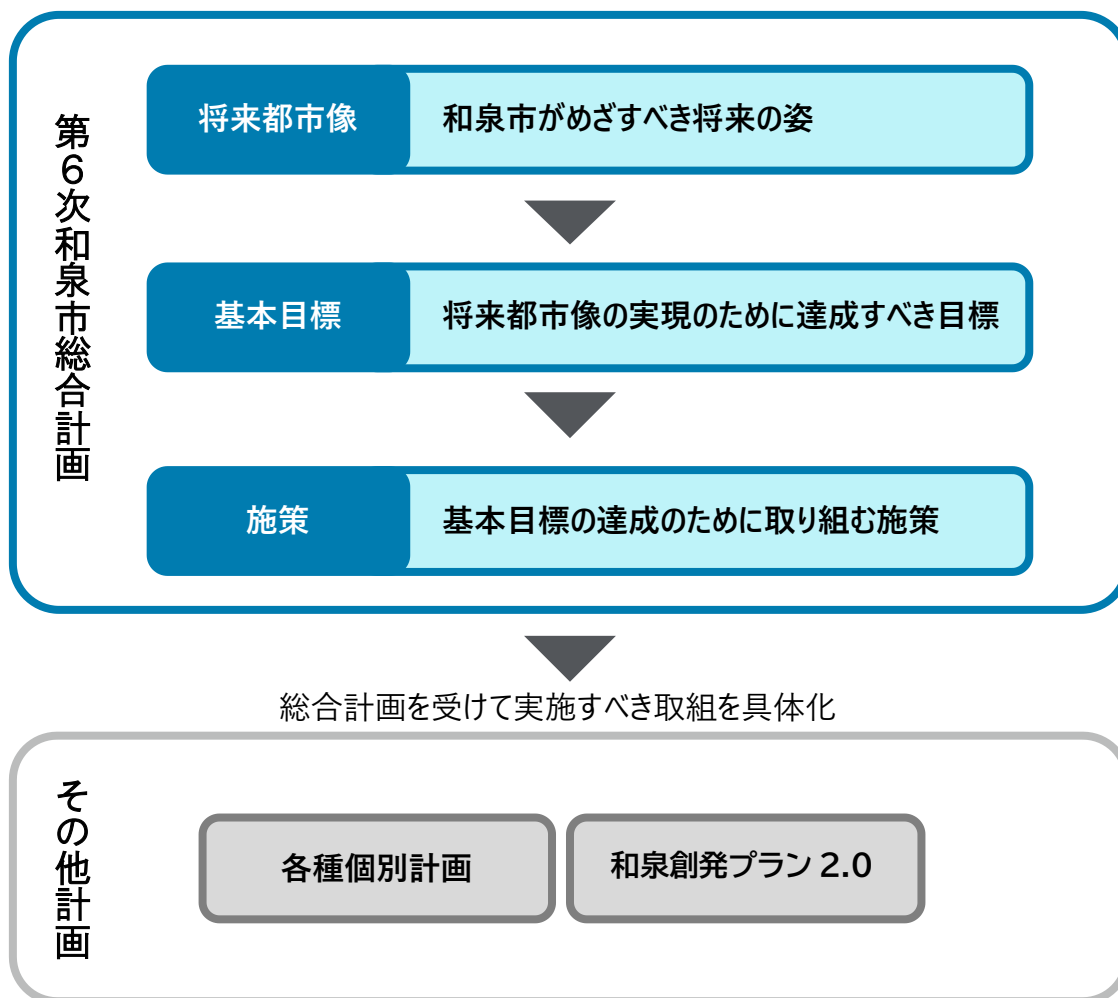 第６次和泉市総合計画
将来都市像
和泉市がめざすべき将来の姿
基本目標
将来都市像の実現のために達成すべき目標
施策
基本目標の達成のために取り組む施策
総合計画を受けて実施すべき取組を具体化
その他計画
各種個別計画
和泉創発プラン 2.0